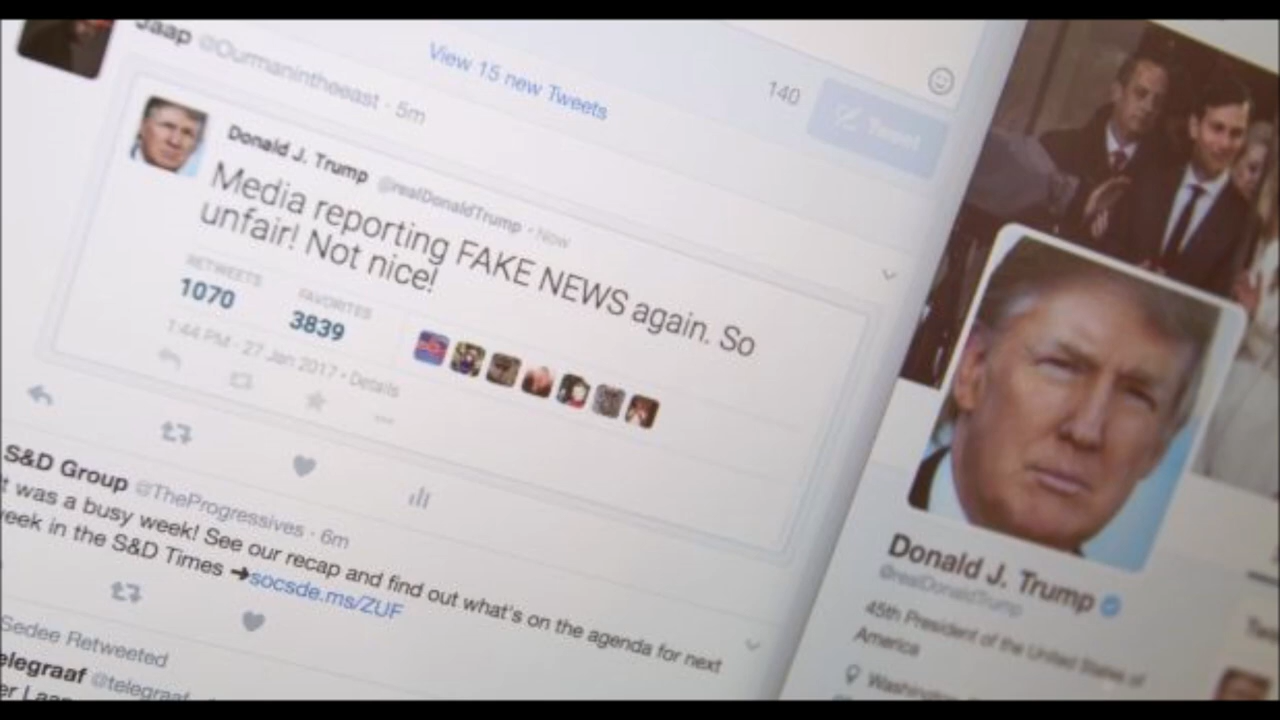 Jaap @Ourmanintheeast · 5m
View 15 new Tweets
140
Tweet
Donald J. Trump @realDonaldTrump · Now
Media reporting FAKE NEWS again. So
unfair! Not nice!
RETWEETS FAVORITES
1070 3839
7:44 PM · 27 Jan 2017 · Details
S&D Group @TheProgressives · 6m
t was a busy week! See our recap and find out what's on the agenda for next
week in the S&D Times ➔socsde.ms/ZUF
Sedee Retweeted
elegraaf @telegraaf
Donald J. Trump
@realDonaldTrump
45th President of the United States of
America
Washington